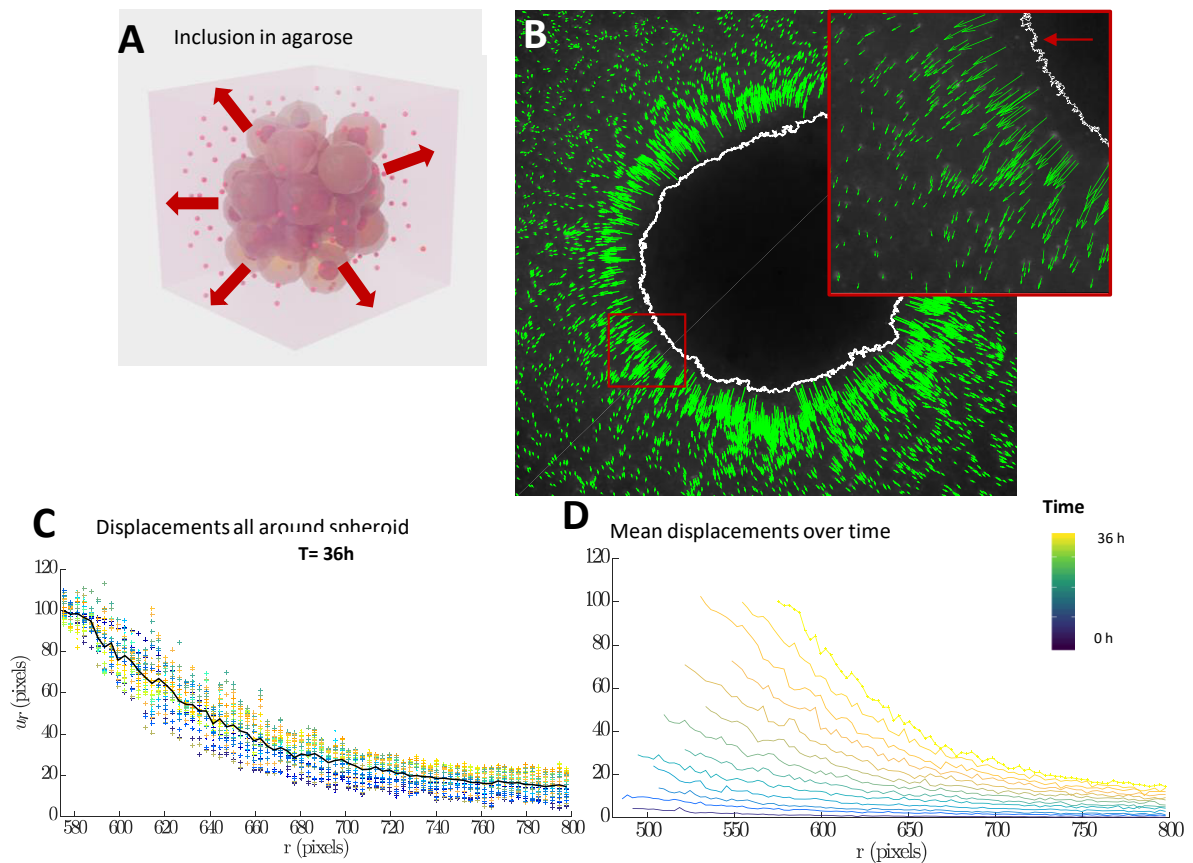 A
Inclusion in agarose
B
C
Displacements all around spheroid
T= 36h
120
100
80
60
40
20
0
u_r (pixels)
580 600 620 640 660 680 700 720 740 760 780 800
r (pixels)
D
Mean displacements over time
Time
36 h
0 h
120
100
80
60
40
20
0
500 550 600 650 700 750 800
r (pixels)